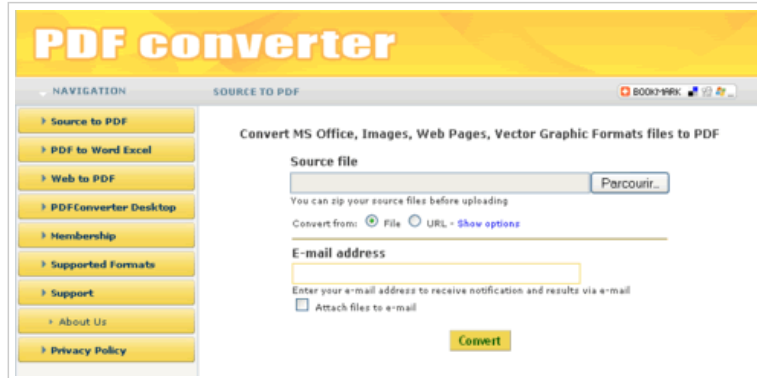 PDF converter
NAVIGATION
SOURCE TO PDF
BOOKMARK
Source to PDF
PDF to Word Excel
Web to PDF
PDFConverter Desktop
Membership
Supported Formats
Support
About Us
Privacy Policy
Convert MS Office, Images, Web Pages, Vector Graphic Formats files to PDF
Source file
Parcourir...
You can zip your source files before uploading
Convert from: File URL - Show options
E-mail address
Enter your e-mail address to receive notification and results via e-mail
Attach files to e-mail
Convert